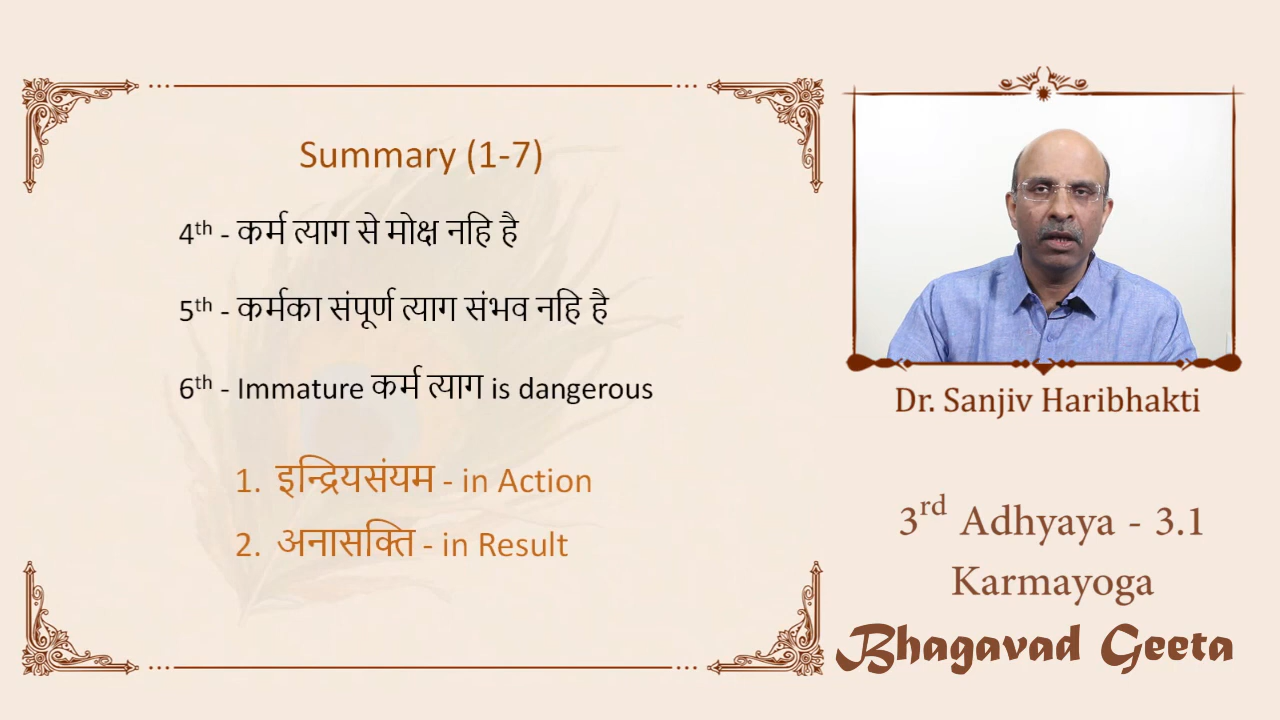 Summary (1-7)
4th - कर्म त्याग से मोक्ष नहि है
5th - कर्मका संपूर्ण त्याग संभव नहि है
6th - Immature कर्म त्याग is dangerous
1. इन्द्रियसंयम - in Action
2. अनासक्ति - in Result
Dr. Sanjiv Haribhakti
3rd Adhyaya - 3.1
Karmayoga
Bhagavad Geeta